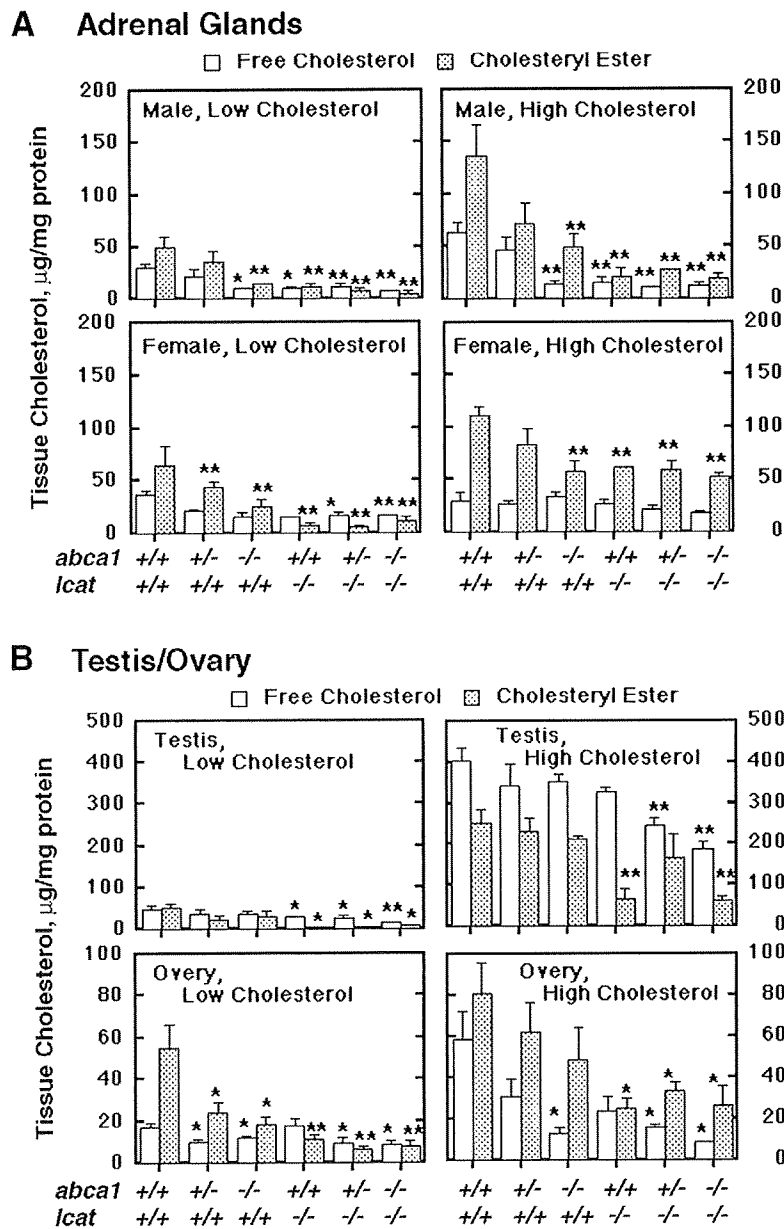 A Adrenal Glands
Free Cholesterol Cholesteryl Ester
Tissue Cholesterol, µg/mg protein
200 Male, Low Cholesterol Male, High Cholesterol 200
150 150
100 100
50 ** 50
* ** * ** ** ** ** ** ** ** ** ** ** ** ** **
0 0
200 Female, Low Cholesterol Female, HIgh Cholesterol 200
150 150
100 100
50 ** ** ** ** ** ** 50
** * ** ** **
0 0
abca1 +/+ +/- -/- +/+ +/- -/- +/+ +/- -/- +/+ +/- -/-
lcat +/+ +/+ +/+ -/- -/- -/- +/+ +/+ +/+ -/- -/- -/-
B Testis/Ovary
Free Cholesterol Cholesteryl Ester
Tissue Cholesterol, µg/mg protein
500 Testis, Testis, 500
400 Low Cholesterol High Cholesterol 400
300 ** 300
200 ** 200
100 ** ** 100
* * * * ** *
0 0
100 Overy, Overy, 100
80 Low Cholesterol High Cholesterol 80
60 60
40 * * * * 40
20 * * ** * ** * ** * * * 20
0 0
abca1 +/+ +/- -/- +/+ +/- -/- +/+ +/- -/- +/+ +/- -/-
lcat +/+ +/+ +/+ -/- -/- -/- +/+ +/+ +/+ -/- -/- -/-